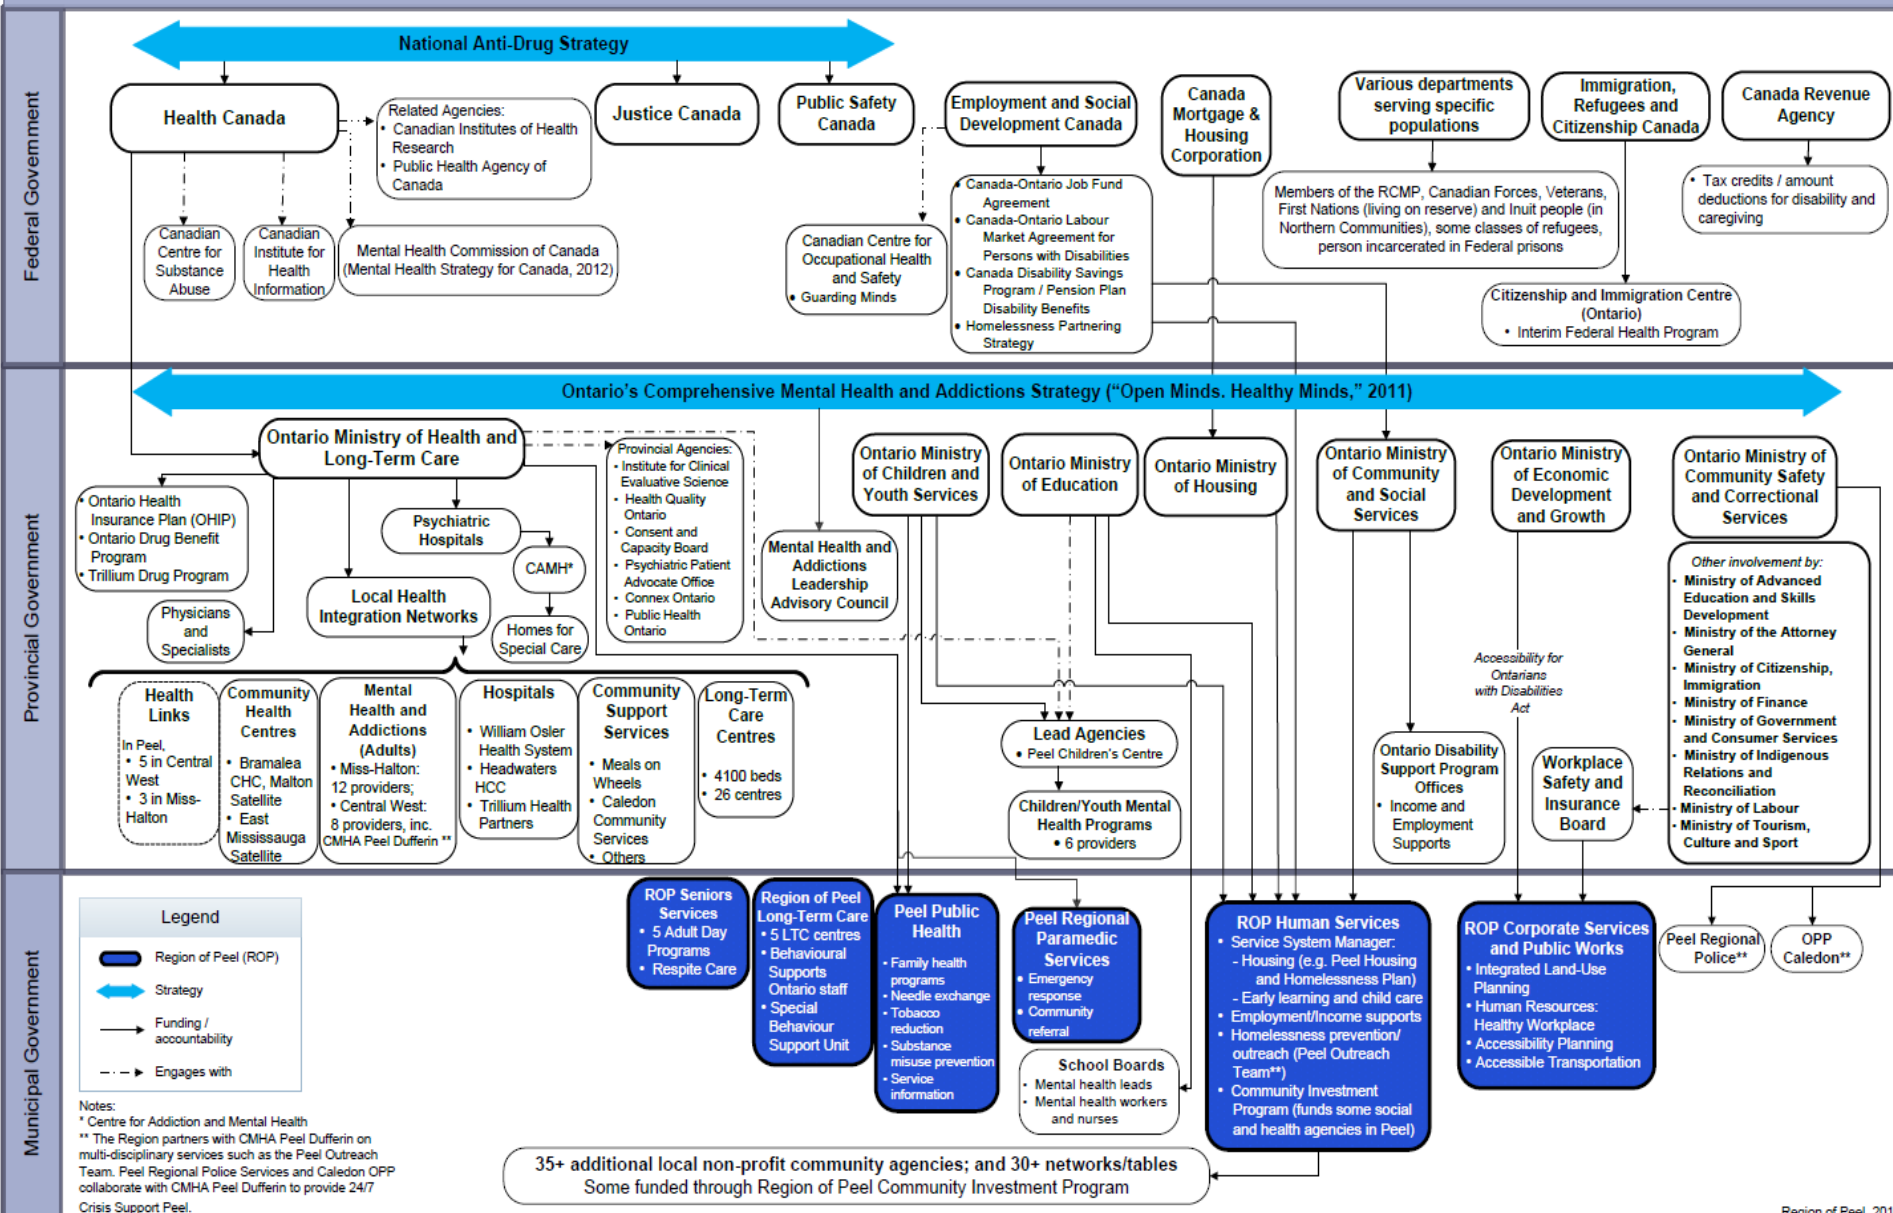 Federal Government
National Anti-Drug Strategy
Health Canada
Related Agencies:
• Canadian Institutes of Health
Research
• Public Health Agency of
Canada
Justice Canada
Public Safety
Canada
Employment and Social
Development Canada
Canada
Mortgage &
Housing
Corporation
Various departments
serving specific
populations
Immigration,
Refugees and
Citizenship Canada
Canada Revenue
Agency
Canadian
Centre for
Substance
Abuse
Canadian
Institute for
Health
Information
Mental Health Commission of Canada
(Mental Health Strategy for Canada, 2012)
Canadian Centre for
Occupational Health
and Safety
• Guarding Minds
• Canada-Ontario Job Fund
Agreement
• Canada-Ontario Labour
Market Agreement for
Persons with Disabilities
• Canada Disability Savings
Program / Pension Plan
Disability Benefits
• Homelessness Partnering
Strategy
Members of the RCMP, Canadian Forces, Veterans,
First Nations (living on reserve) and Inuit people (in
Northern Communities), some classes of refugees,
person incarcerated in Federal prisons
• Tax credits / amount
deductions for disability and
caregiving
Citizenship and Immigration Centre
(Ontario)
• Interim Federal Health Program
Provincial Government
Ontario's Comprehensive Mental Health and Addictions Strategy ("Open Minds. Healthy Minds," 2011)
Ontario Ministry of Health and
Long-Term Care
• Ontario Health
Insurance Plan (OHIP)
• Ontario Drug Benefit
Program
• Trillium Drug Program
Physicians
and
Specialists
Psychiatric
Hospitals
CAMH*
Homes for
Special Care
Local Health
Integration Networks
Provincial Agencies:
• Institute for Clinical
Evaluative Science
• Health Quality
Ontario
• Consent and
Capacity Board
• Psychiatric Patient
Advocate Office
• Connex Ontario
• Public Health
Ontario
Mental Health and
Addictions
Leadership
Advisory Council
Ontario Ministry
of Children and
Youth Services
Ontario Ministry
of Education
Ontario Ministry
of Housing
Ontario Ministry
of Community
and Social
Services
Ontario Ministry
of Economic
Development
and Growth
Ontario Ministry of
Community Safety
and Correctional
Services
Other involvement by:
• Ministry of Advanced
Education and Skills
Development
• Ministry of the Attorney
General
• Ministry of Citizenship,
Immigration
• Ministry of Finance
• Ministry of Government
and Consumer Services
• Ministry of Indigenous
Relations and
Reconciliation
• Ministry of Labour
• Ministry of Tourism,
Culture and Sport
Accessibility for
Ontarians
with Disabilities
Act
Health
Links
In Peel,
• 5 in Central
West
• 3 in Miss-
Halton
Community
Health
Centres
• Bramalea
CHC, Malton
Satellite
• East
Mississauga
Satellite
Mental
Health and
Addictions
(Adults)
• Miss-Halton:
12 providers;
• Central West:
8 providers, inc.
CMHA Peel Dufferin **
Hospitals
• William Osler
Health System
• Headwaters
HCC
• Trillium Health
Partners
Community
Support
Services
• Meals on
Wheels
• Caledon
Community
Services
• Others
Long-Term
Care
Centres
• 4100 beds
• 26 centres
Lead Agencies
• Peel Children's Centre
Children/Youth Mental
Health Programs
• 6 providers
Ontario Disability
Support Program
Offices
• Income and
Employment
Supports
Workplace
Safety and
Insurance
Board
Municipal Government
Legend
Region of Peel (ROP)
Strategy
Funding /
accountability
Engages with
Notes:
* Centre for Addiction and Mental Health
** The Region partners with CMHA Peel Dufferin on
multi-disciplinary services such as the Peel Outreach
Team. Peel Regional Police Services and Caledon OPP
collaborate with CMHA Peel Dufferin to provide 24/7
Crisis Support Peel.
ROP Seniors
Services
• 5 Adult Day
Programs
• Respite Care
Region of Peel
Long-Term Care
• 5 LTC centres
• Behavioural
Supports
Ontario staff
• Special
Behaviour
Support Unit
Peel Public
Health
• Family health
programs
• Needle exchange
• Tobacco
reduction
• Substance
misuse prevention
• Service
information
Peel Regional
Paramedic
Services
• Emergency
response
• Community
referral
School Boards
• Mental health leads
• Mental health workers
and nurses
ROP Human Services
• Service System Manager:
- Housing (e.g. Peel Housing
and Homelessness Plan)
- Early learning and child care
• Employment/Income supports
• Homelessness prevention/
outreach (Peel Outreach
Team**)
• Community Investment
Program (funds some social
and health agencies in Peel)
ROP Corporate Services
and Public Works
• Integrated Land-Use
Planning
• Human Resources:
Healthy Workplace
• Accessibility Planning
• Accessible Transportation
Peel Regional
Police**
OPP
Caledon**
35+ additional local non-profit community agencies; and 30+ networks/tables
Some funded through Region of Peel Community Investment Program
Region of Peel,